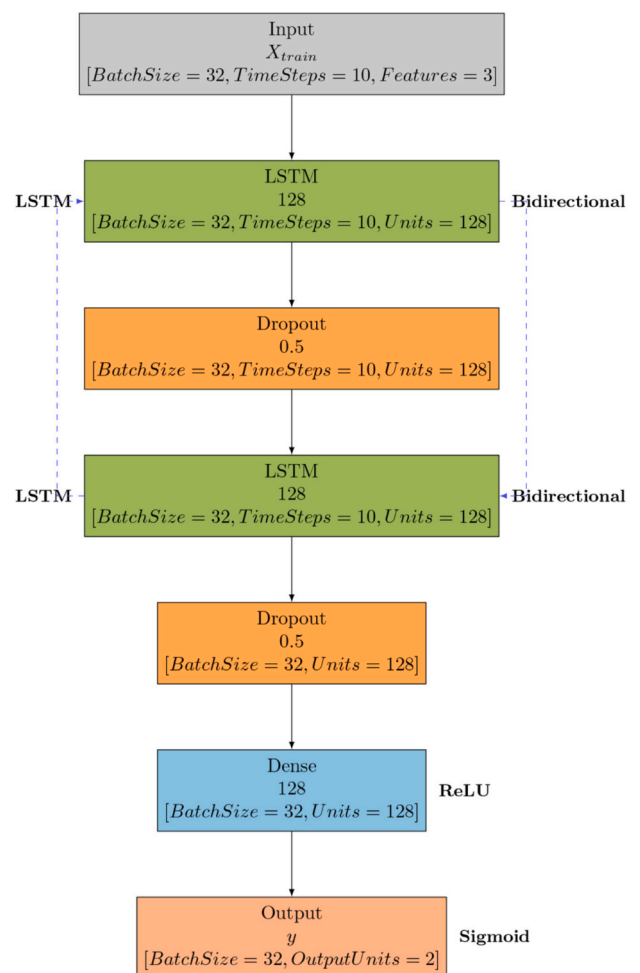 Input
X_train
[BatchSize = 32, TimeSteps = 10, Features = 3]
LSTM
128
[BatchSize = 32, TimeSteps = 10, Units = 128]
LSTM
Bidirectional
Dropout
0.5
[BatchSize = 32, TimeSteps = 10, Units = 128]
LSTM
128
[BatchSize = 32, TimeSteps = 10, Units = 128]
LSTM
Bidirectional
Dropout
0.5
[BatchSize = 32, Units = 128]
Dense
128
[BatchSize = 32, Units = 128]
ReLU
Output
y
[BatchSize = 32, OutputUnits = 2]
Sigmoid